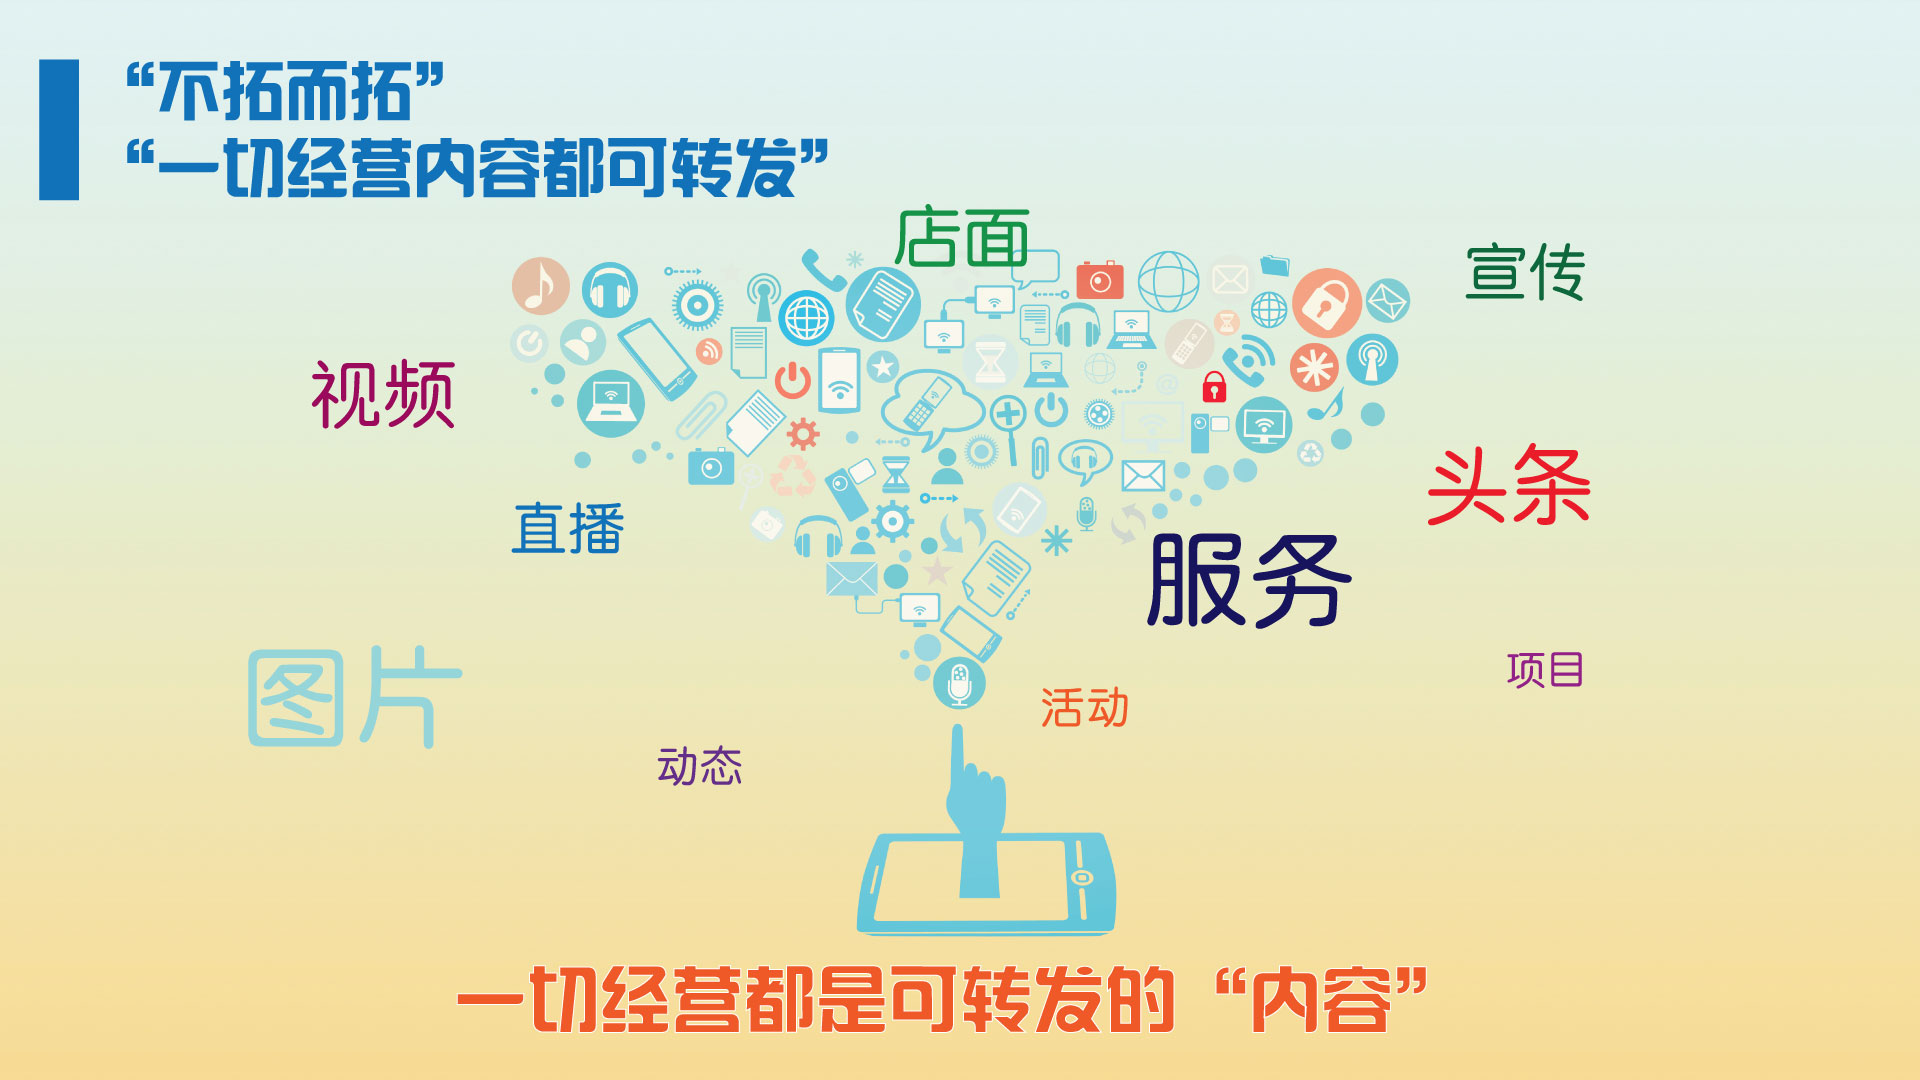 “不拓而拓”
“一切经营内容都可转发”
店面
宣传
视频
头条
直播
服务
图片
项目
活动
动态
一切经营都是可转发的 “内容”